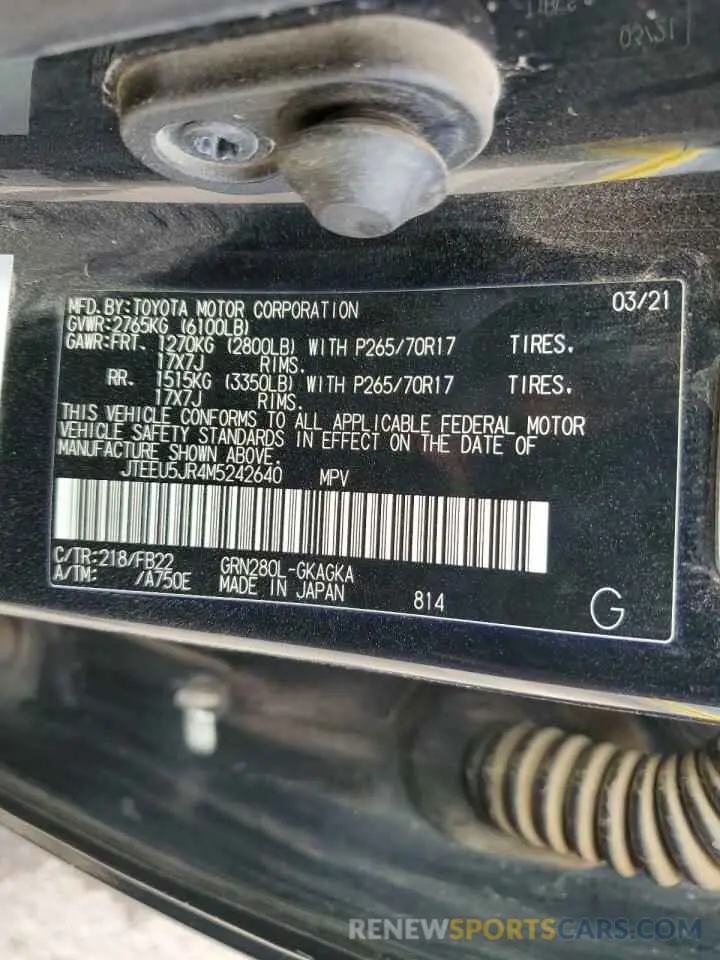 03/21
MFD. BY: TOYOTA MOTOR CORPORATION 03/21
GVWR: 2765KG (6100LB)
GAWR: FRT. 1270KG (2800LB) WITH P265/70R17 TIRES.
17X7J RIMS.
RR. 1515KG (3350LB) WITH P265/70R17 TIRES.
17X7J RIMS.
THIS VEHICLE CONFORMS TO ALL APPLICABLE FEDERAL MOTOR
VEHICLE SAFETY STANDARDS IN EFFECT ON THE DATE OF
MANUFACTURE SHOWN ABOVE.
JTEEU5JR4M5242640 MPV
C/TR: 218/FB22 GRN280L-GKAGKA
A/TM: /A750E MADE IN JAPAN 814 G
RENEWSPORTSCARS.COM